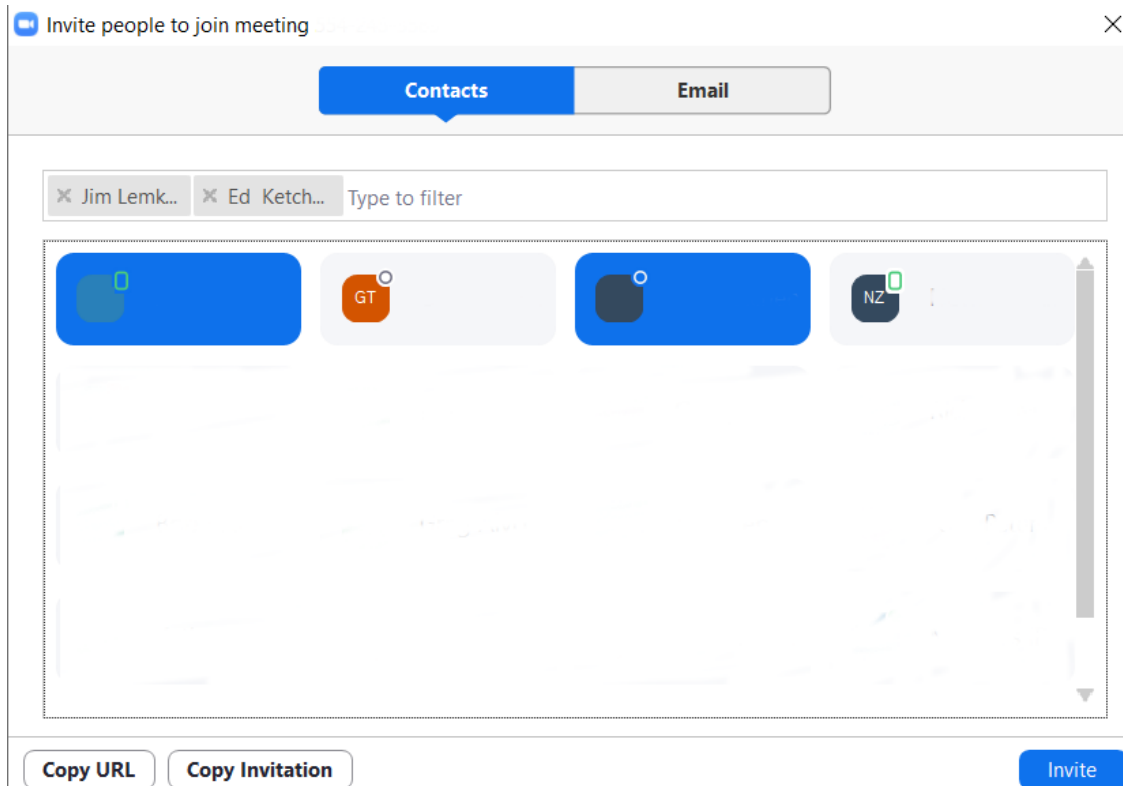 Invite people to join meeting
Contacts Email
Jim Lemk... Ed Ketch... Type to filter
GT NZ
Copy URL Copy Invitation Invite